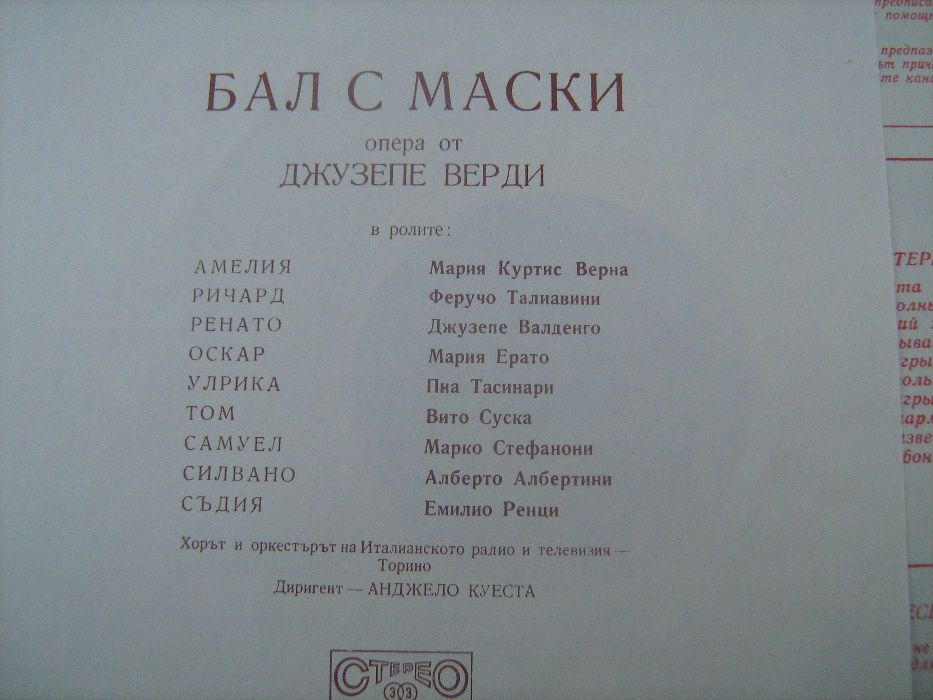 БАЛ С МАСКИ
опера от
ДЖУЗЕПЕ ВЕРДИ
в ролите:
АМЕЛИЯ Мария Куртис Верна
РИЧАРД Феручо Талиавини
РЕНАТО Джузепе Валденго
ОСКАР Мария Ерато
УЛРИКА Пиа Тасинари
ТОМ Вито Суска
САМУЕЛ Марко Стефанони
СИЛВАНО Алберто Албертини
СЪДИЯ Емилио Ренци
Хорът и оркестърът на Италианското радио и телевизия —
Торино
Диригент — АНДЖЕЛО КУЕСТА
СТЕРЕО
33